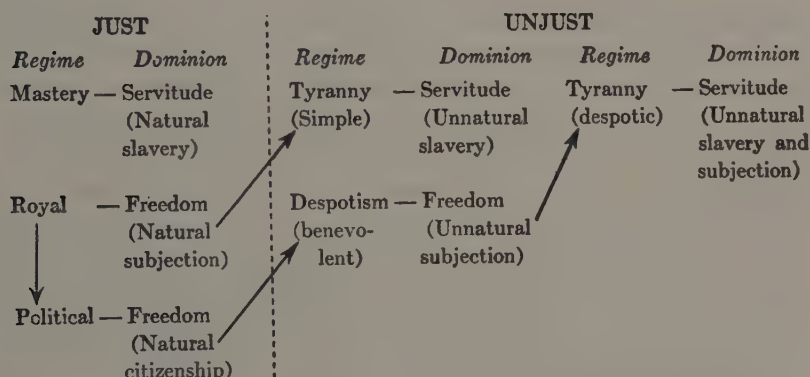 JUST UNJUST
Regime Dominion Regime Dominion Regime Dominion
Mastery — Servitude Tyranny — Servitude Tyranny — Servitude
(Natural (Simple) (Unnatural (despotic) (Unnatural
slavery) slavery) slavery and
subjection)
Royal — Freedom Despotism — Freedom
(Natural (benevo- (Unnatural
subjection) lent) subjection)
Political — Freedom
(Natural
citizenship)